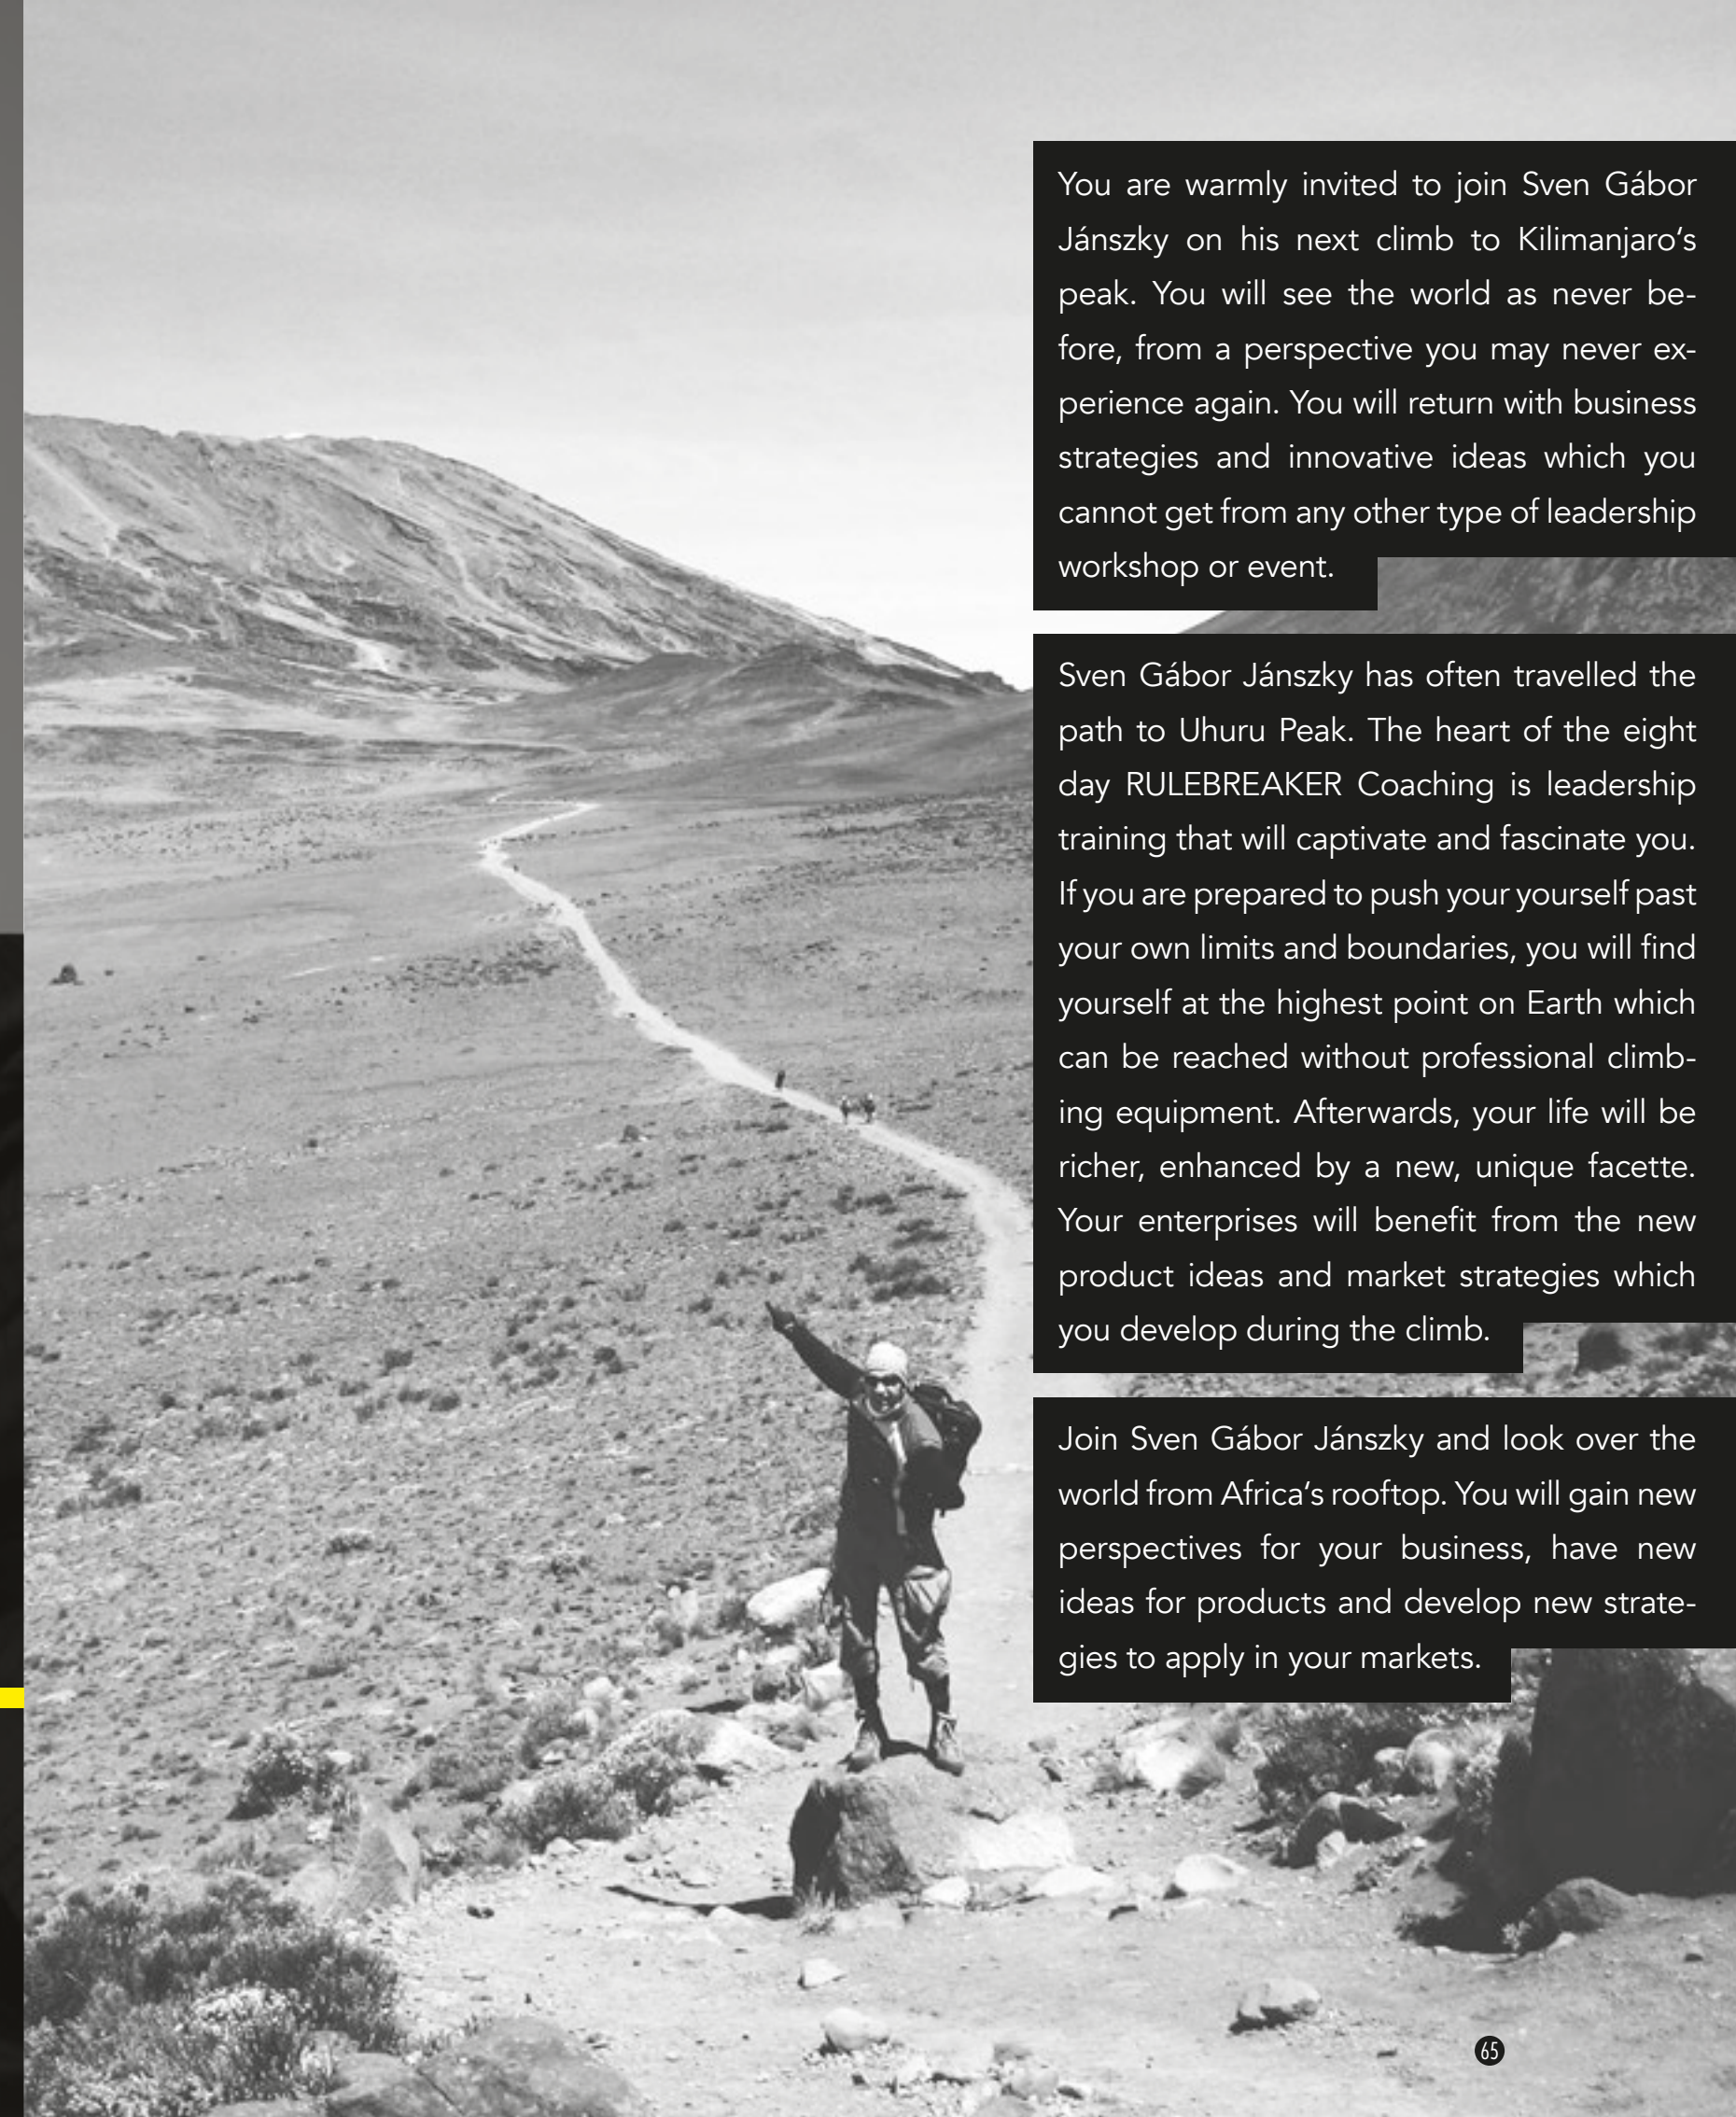 You are warmly invited to join Sven Gábor
Jánszky on his next climb to Kilimanjaro‘s
peak. You will see the world as never be-
fore, from a perspective you may never ex-
perience again. You will return with business
strategies and innovative ideas which you
cannot get from any other type of leadership
workshop or event.
Sven Gábor Jánszky has often travelled the
path to Uhuru Peak. The heart of the eight
day RULEBREAKER Coaching is leadership
training that will captivate and fascinate you.
If you are prepared to push your yourself past
your own limits and boundaries, you will find
yourself at the highest point on Earth which
can be reached without professional climb-
ing equipment. Afterwards, your life will be
richer, enhanced by a new, unique facette.
Your enterprises will benefit from the new
product ideas and market strategies which
you develop during the climb.
Join Sven Gábor Jánszky and look over the
world from Africa‘s rooftop. You will gain new
perspectives for your business, have new
ideas for products and develop new strate-
gies to apply in your markets.
65